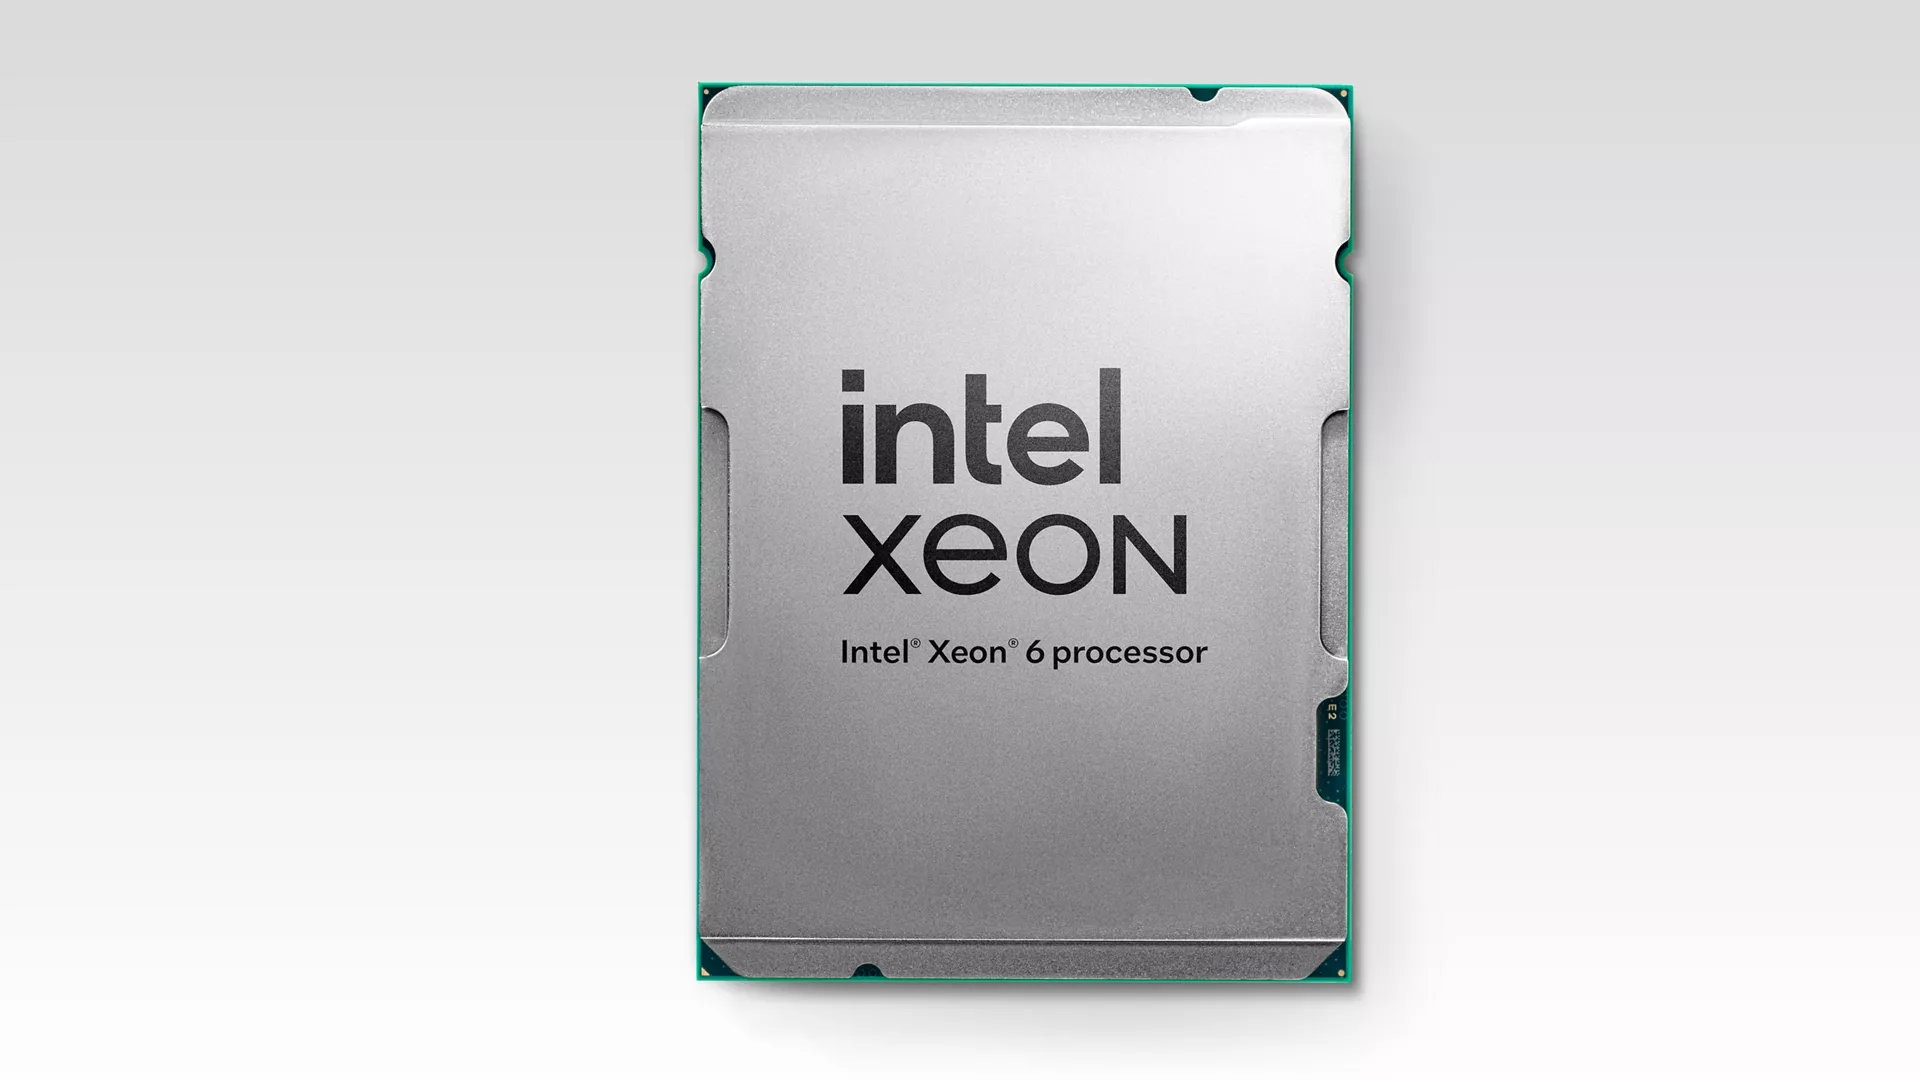 intel
xeon
Intel® Xeon® 6 processor
E2